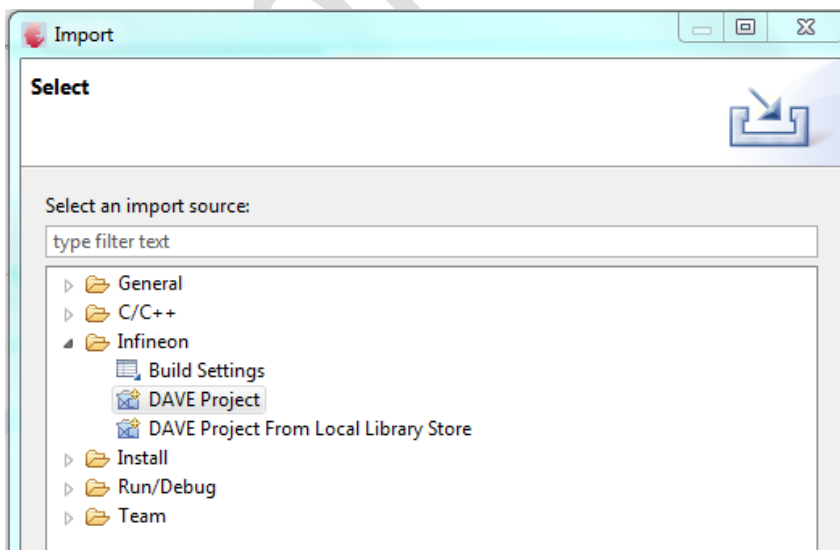 Import
Select
Select an import source:
type filter text
General
C/C++
Infineon
Build Settings
DAVE Project
DAVE Project From Local Library Store
Install
Run/Debug
Team